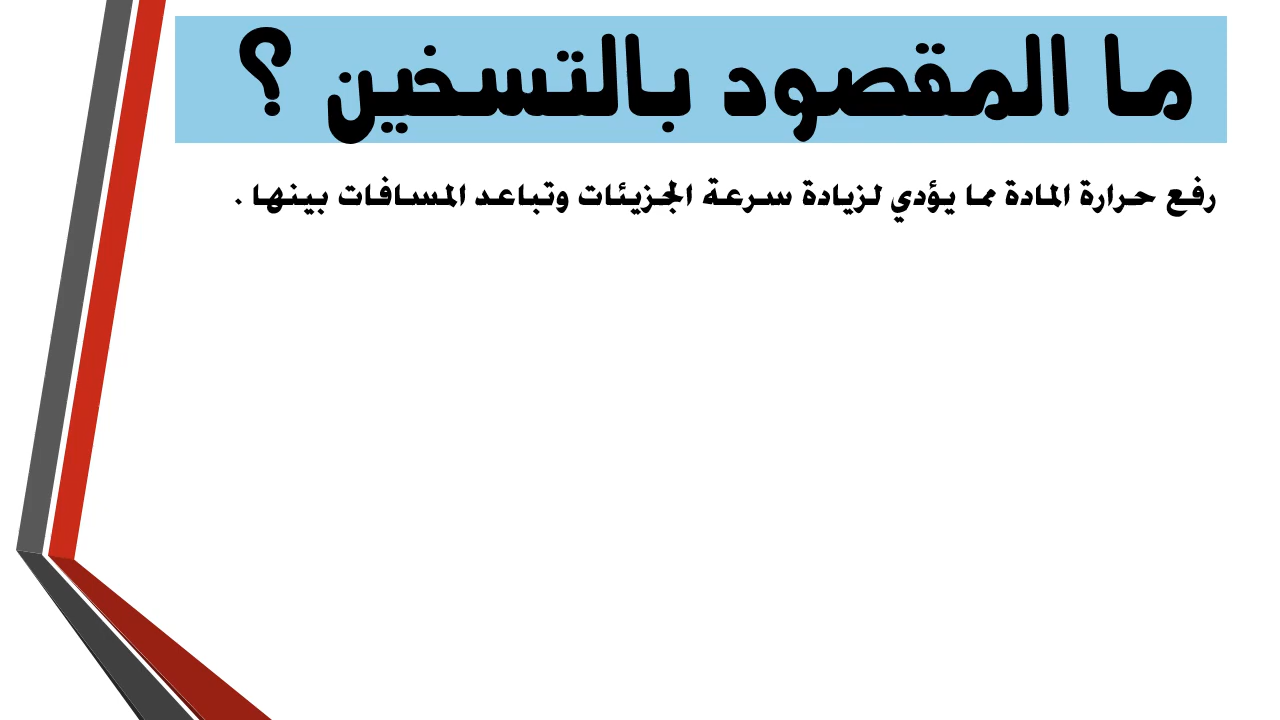 ما المقصود بالتسخين ؟
رفع حرارة المادة مما يؤدي لزيادة سرعة الجزيئات وتباعد المسافات بينها .